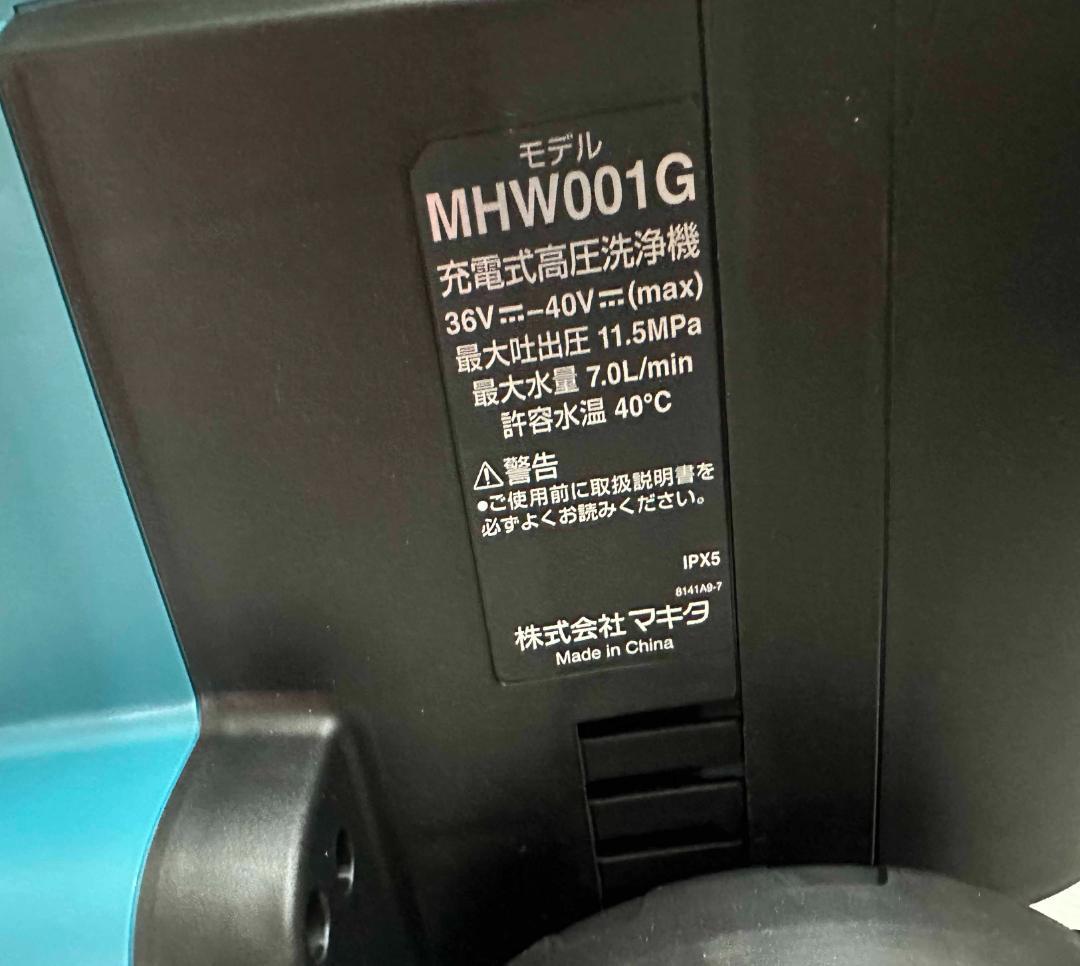 モデル
MHW001G
充電式高圧洗浄機
36V⎓–40V⎓(max)
最大吐出圧 11.5MPa
最大水量 7.0L/min
許容水温 40°C
⚠警告
●ご使用前に取扱説明書を
必ずよくお読みください。
IPX5
8141A9-7
株式会社マキタ
Made in China